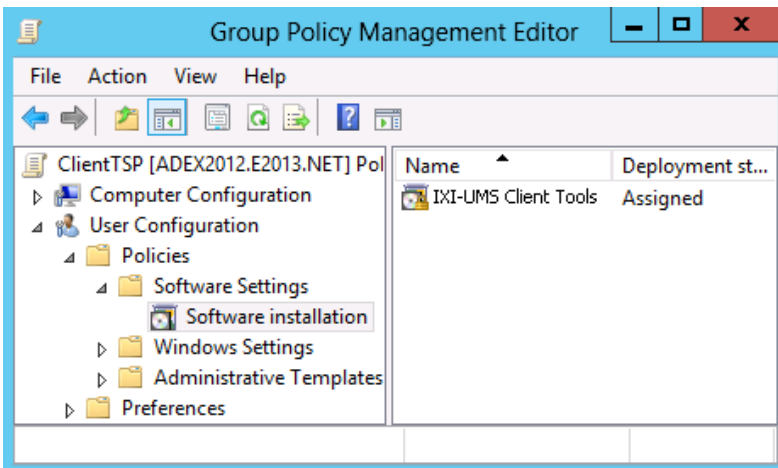 Group Policy Management Editor
File Action View Help
ClientTSP [ADEX2012.E2013.NET] Pol
Computer Configuration
User Configuration
Policies
Software Settings
Software installation
Windows Settings
Administrative Templates
Preferences
Name Deployment st...
IXI-UMS Client Tools Assigned